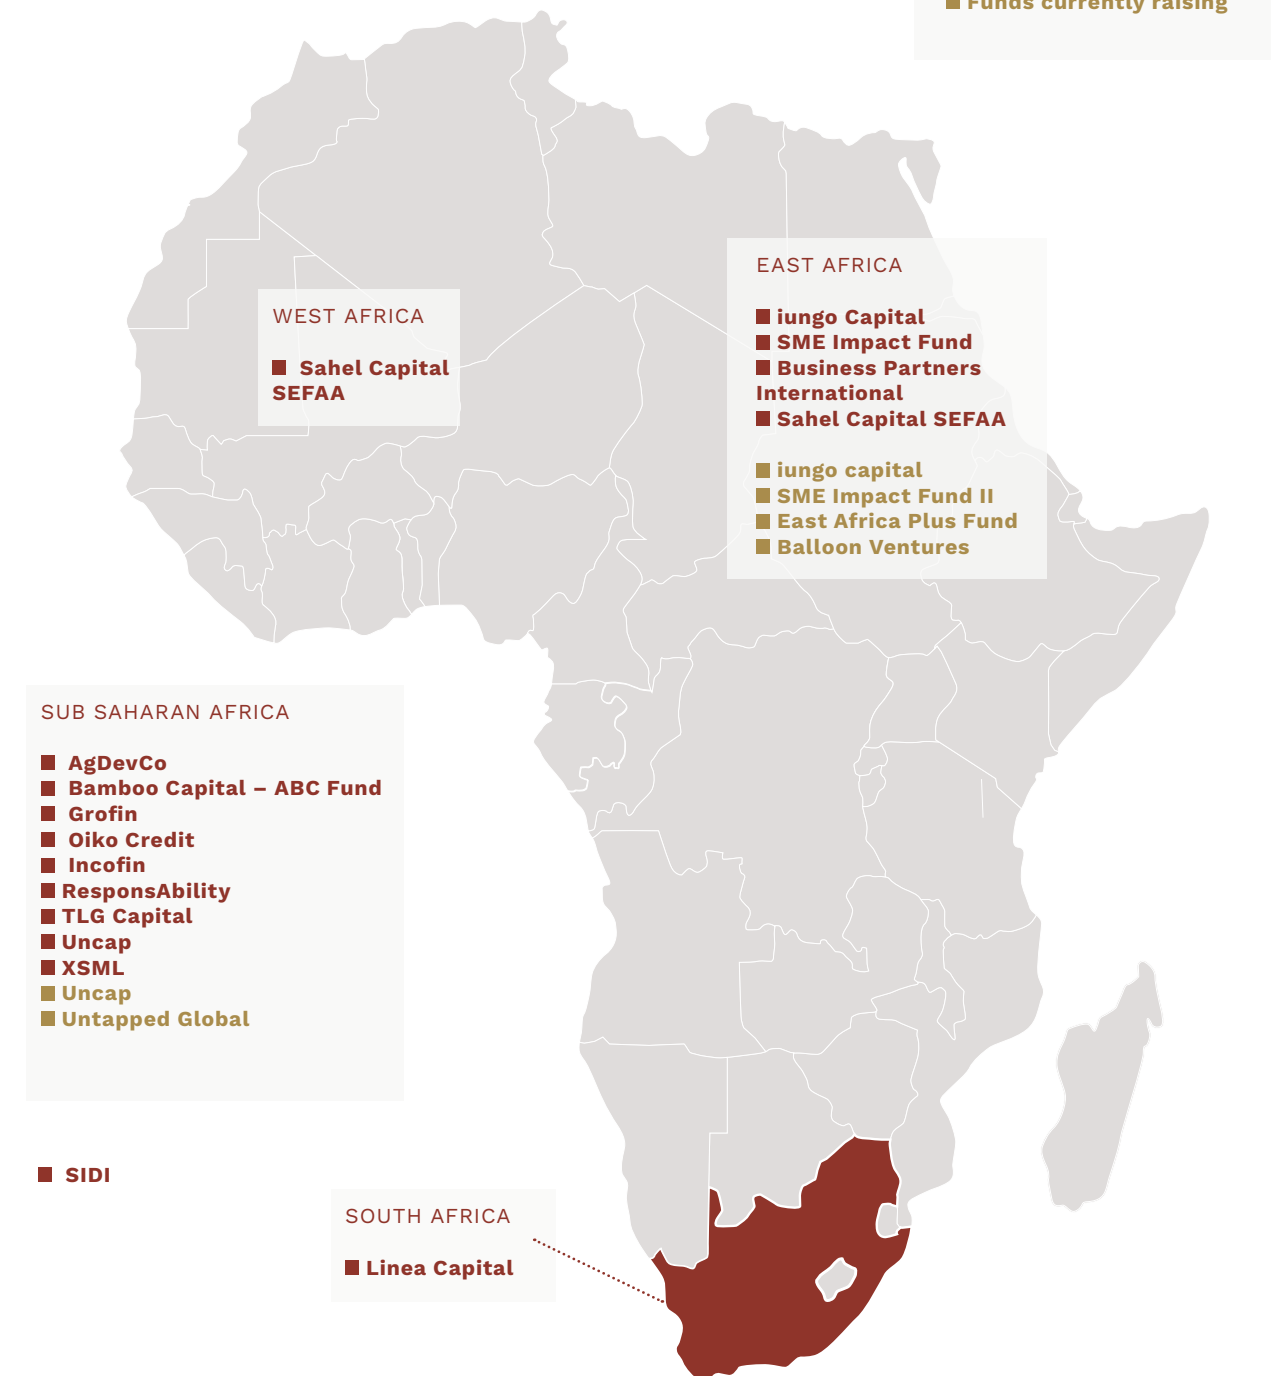 Funds currently raising
EAST AFRICA
iungo Capital
SME Impact Fund
Business Partners
International
Sahel Capital SEFAA
iungo capital
SME Impact Fund II
East Africa Plus Fund
Balloon Ventures
WEST AFRICA
Sahel Capital
SEFAA
SUB SAHARAN AFRICA
AgDevCo
Bamboo Capital – ABC Fund
Grofin
Oiko Credit
Incofin
ResponsAbility
TLG Capital
Uncap
XSML
Uncap
Untapped Global
SIDI
SOUTH AFRICA
Linea Capital